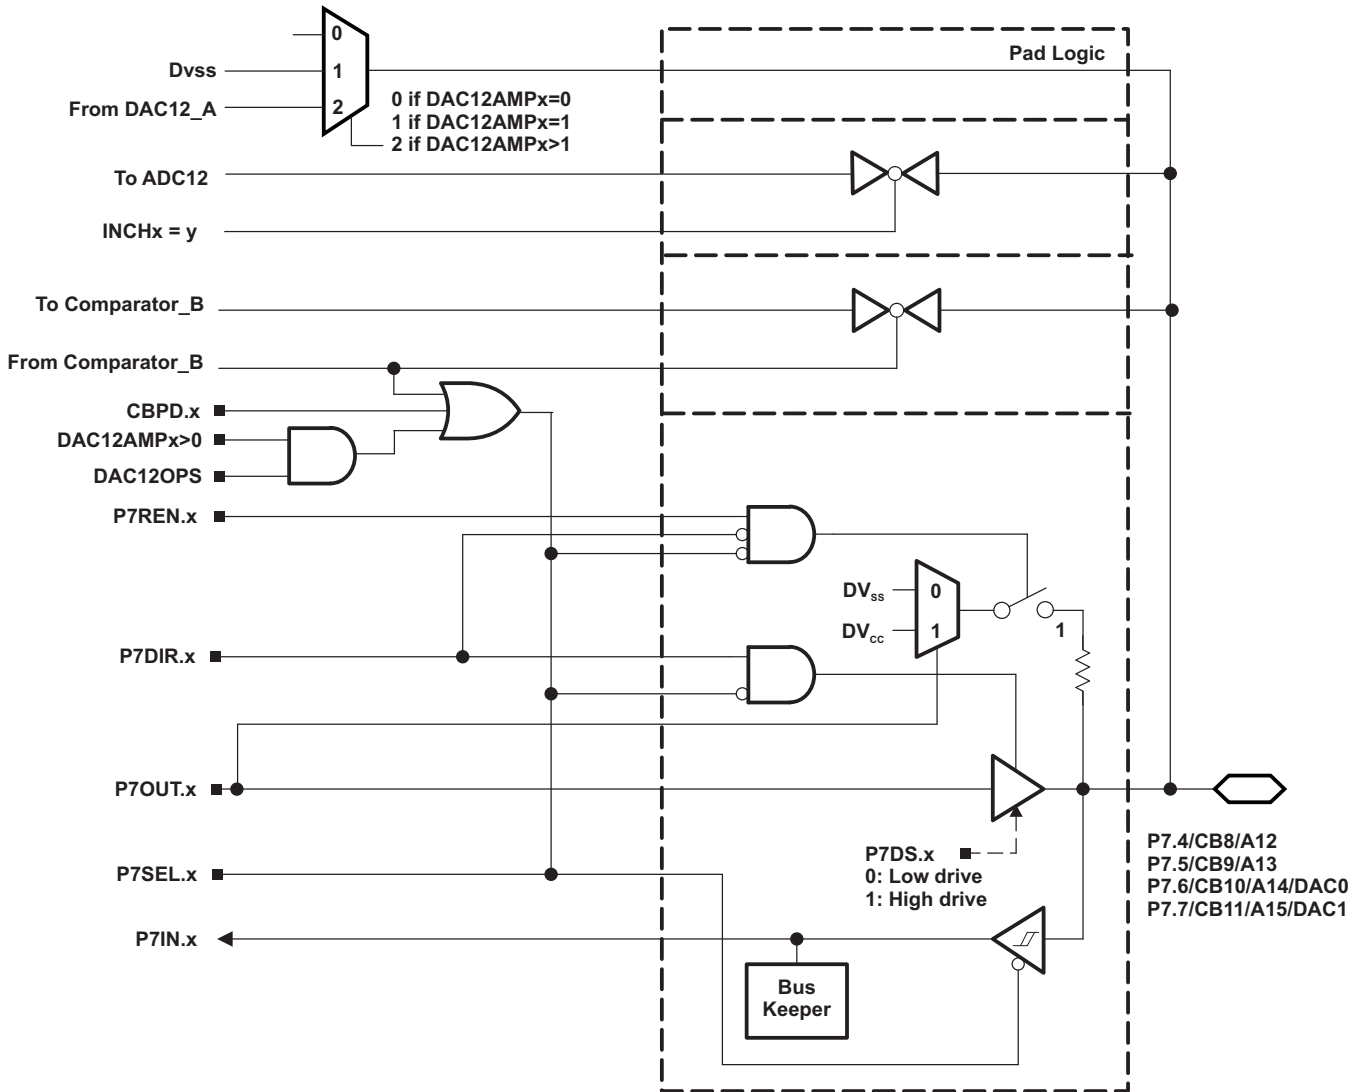 0
Pad Logic
Dvss
1
From DAC12_A
2
0 if DAC12AMPx=0
1 if DAC12AMPx=1
2 if DAC12AMPx>1
To ADC12
INCHx = y
To Comparator_B
From Comparator_B
CBPD.x
DAC12AMPx>0
DAC12OPS
P7REN.x
DVss
0
DVcc
1
1
P7DIR.x
P7OUT.x
P7DS.x
0: Low drive
1: High drive
P7.4/CB8/A12
P7.5/CB9/A13
P7.6/CB10/A14/DAC0
P7.7/CB11/A15/DAC1
P7SEL.x
P7IN.x
Bus
Keeper